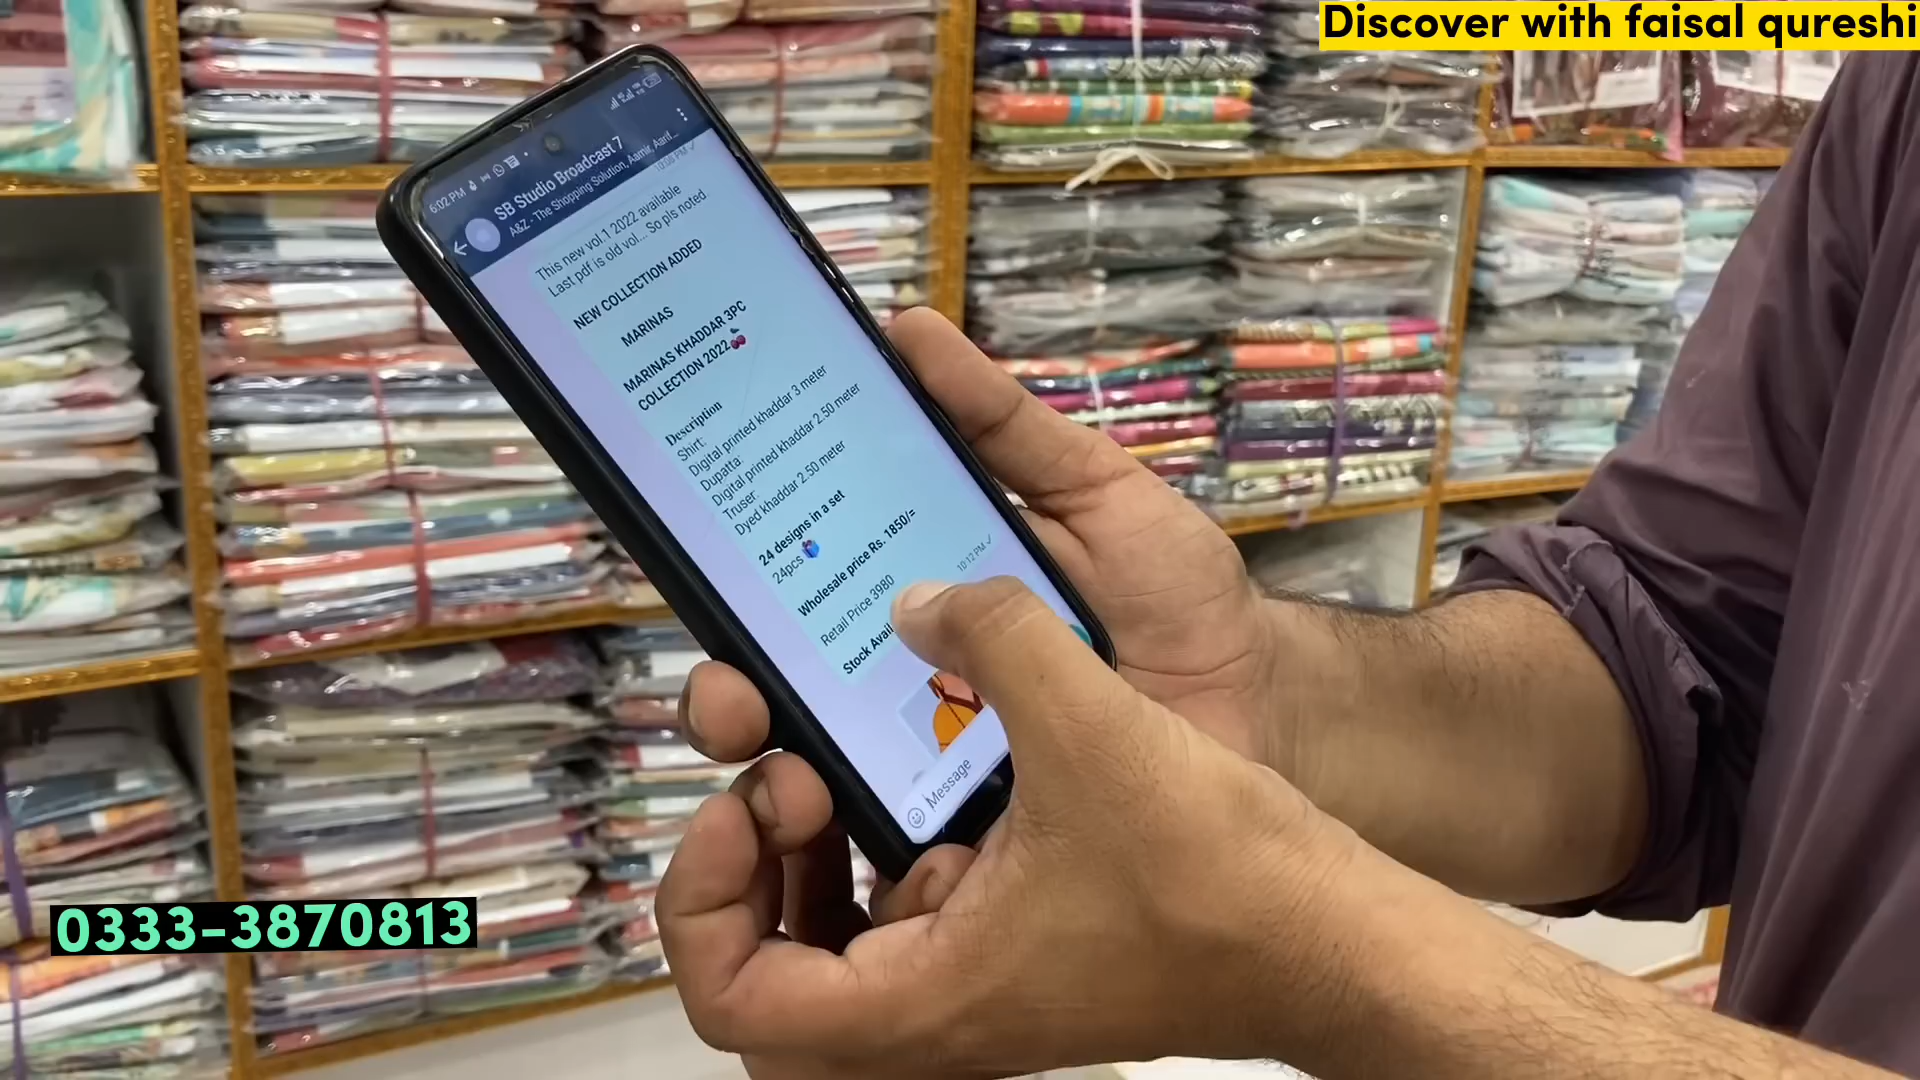 Discover with faisal qureshi
6:02 PM
SB Studio Broadcast 7
A&Z - The Shopping Solution, Aamir, Aarif...
10:08 PM
This new vol.1 2022 available
Last pdf is old vol... So pls noted
NEW COLLECTION ADDED
MARINAS
MARINAS KHADDAR 3PC
COLLECTION 2022
Description
Shirt:
Digital printed khaddar 3 meter
Dupatta:
Digital printed khaddar 2.50 meter
Truser:
Dyed khaddar 2.50 meter
24 designs in a set
24pcs
Wholesale price Rs. 1850/=
Retail Price 3980
Stock Avail
10:12 PM
Message
0333-3870813